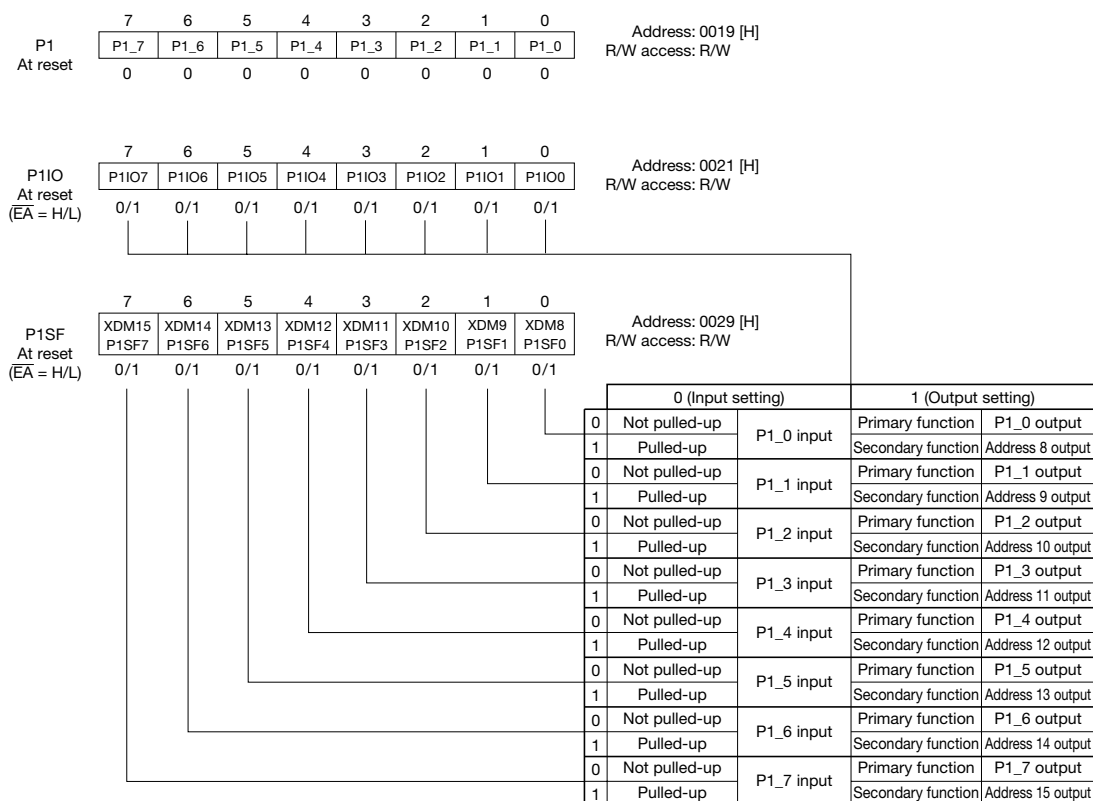 7 6 5 4 3 2 1 0
P1 P1_7 P1_6 P1_5 P1_4 P1_3 P1_2 P1_1 P1_0 Address: 0019 [H]
At reset 0 0 0 0 0 0 0 0 R/W access: R/W
7 6 5 4 3 2 1 0
P1IO P1IO7 P1IO6 P1IO5 P1IO4 P1IO3 P1IO2 P1IO1 P1IO0 Address: 0021 [H]
At reset R/W access: R/W
(EA = H/L) 0/1 0/1 0/1 0/1 0/1 0/1 0/1 0/1
7 6 5 4 3 2 1 0
XDM15 XDM14 XDM13 XDM12 XDM11 XDM10 XDM9 XDM8 Address: 0029 [H]
P1SF P1SF7 P1SF6 P1SF5 P1SF4 P1SF3 P1SF2 P1SF1 P1SF0 R/W access: R/W
At reset
(EA = H/L) 0/1 0/1 0/1 0/1 0/1 0/1 0/1 0/1
0 (Input setting) 1 (Output setting)
0 Not pulled-up P1_0 input Primary function P1_0 output
1 Pulled-up Secondary function Address 8 output
0 Not pulled-up P1_1 input Primary function P1_1 output
1 Pulled-up Secondary function Address 9 output
0 Not pulled-up P1_2 input Primary function P1_2 output
1 Pulled-up Secondary function Address 10 output
0 Not pulled-up P1_3 input Primary function P1_3 output
1 Pulled-up Secondary function Address 11 output
0 Not pulled-up P1_4 input Primary function P1_4 output
1 Pulled-up Secondary function Address 12 output
0 Not pulled-up P1_5 input Primary function P1_5 output
1 Pulled-up Secondary function Address 13 output
0 Not pulled-up P1_6 input Primary function P1_6 output
1 Pulled-up Secondary function Address 14 output
0 Not pulled-up P1_7 input Primary function P1_7 output
1 Pulled-up Secondary function Address 15 output